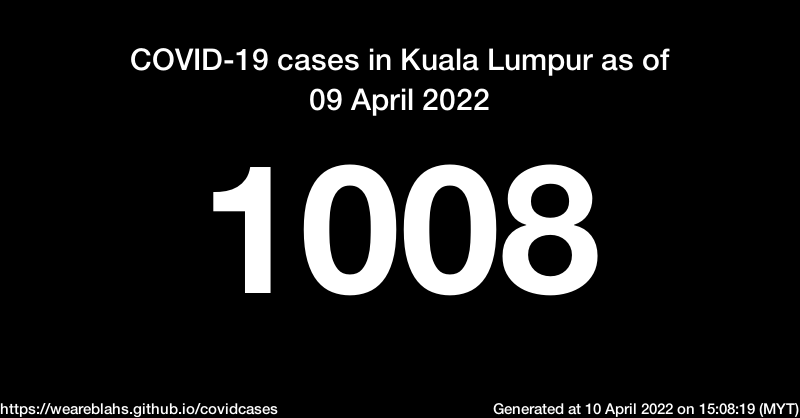 COVID-19 cases in Kuala Lumpur as of
09 April 2022
1008
https://weareblahs.github.io/covidcases
Generated at 10 April 2022 on 15:08:19 (MYT)